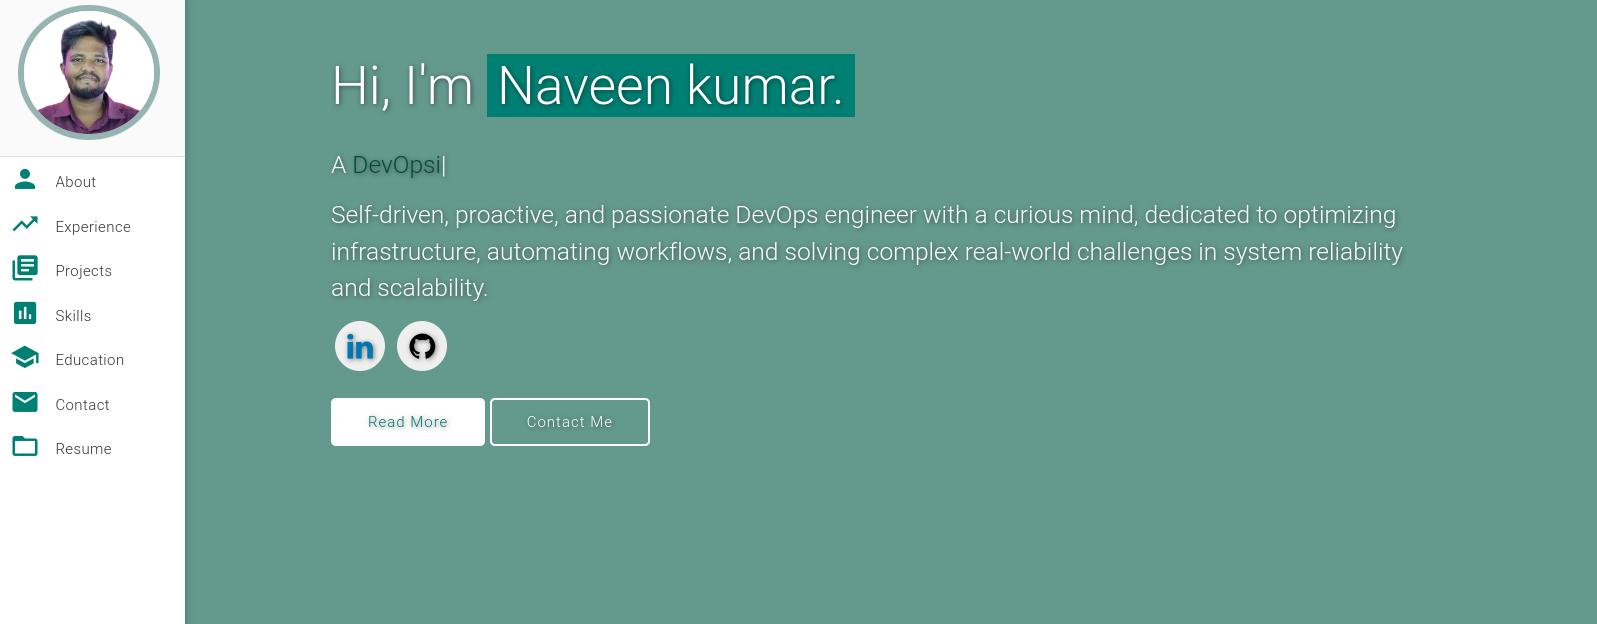 About
Experience
Projects
Skills
Education
Contact
Resume
Hi, I'm Naveen kumar.
A DevOpsi|
Self-driven, proactive, and passionate DevOps engineer with a curious mind, dedicated to optimizing
infrastructure, automating workflows, and solving complex real-world challenges in system reliability
and scalability.
in
Read More
Contact Me